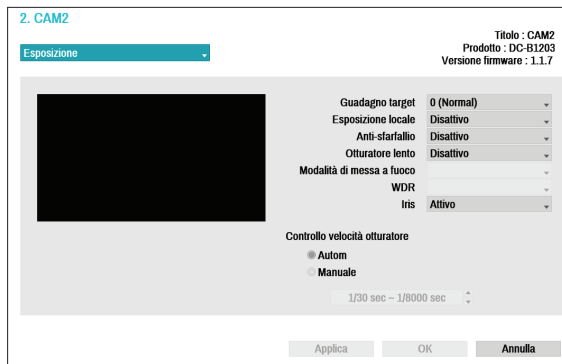 2. CAM2
Titolo : CAM2
Prodotto : DC-B1203
Versione firmware : 1.1.7
Esposizione
Guadagno target 0 (Normal)
Esposizione locale Disattivo
Anti-sfarfallio Disattivo
Otturatore lento Disattivo
Modalità di messa a fuoco
WDR
Iris Attivo
Controllo velocità otturatore
Autom
Manuale
1/30 sec – 1/8000 sec
Applica OK Annulla